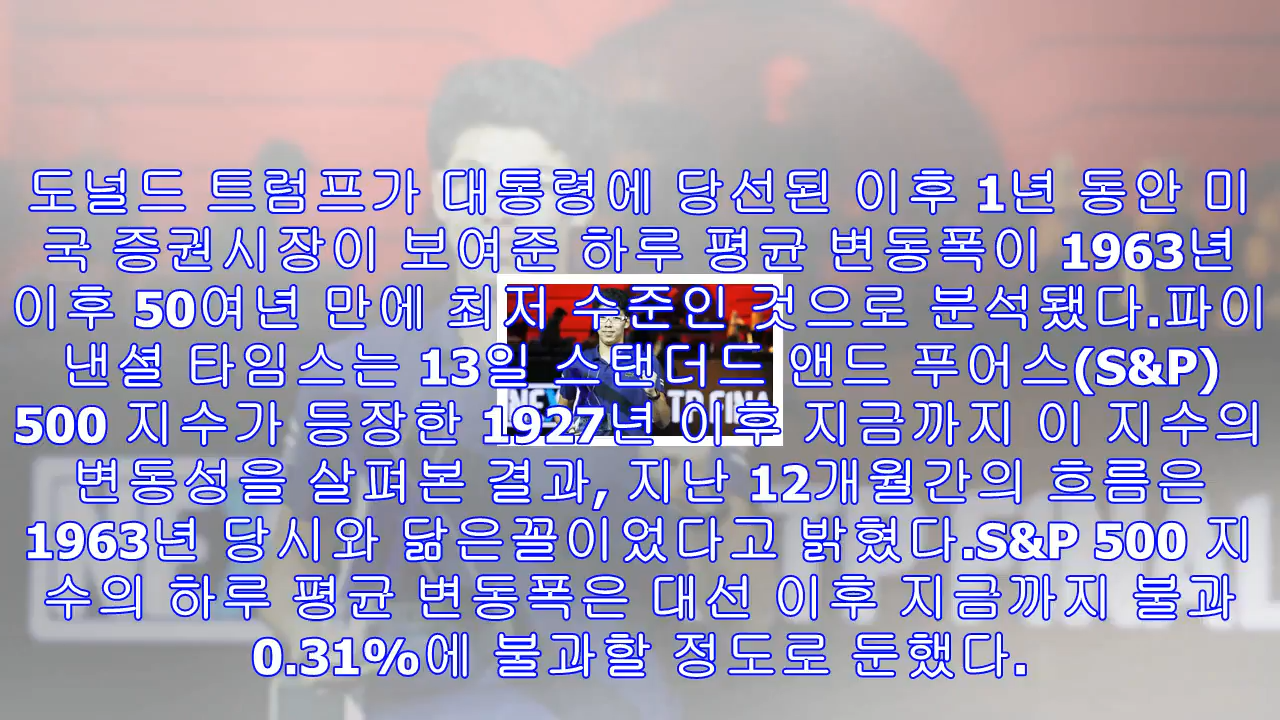 도널드 트럼프가 대통령에 당선된 이후 1년 동안 미
국 증권시장이 보여준 하루 평균 변동폭이 1963년
이후 50여년 만에 최저 수준인 것으로 분석됐다.파이
낸셜 타임스는 13일 스탠더드 앤드 푸어스(S&P)
500 지수가 등장한 1927년 이후 지금까지 이 지수의
변동성을 살펴본 결과, 지난 12개월간의 흐름은
1963년 당시와 닮은꼴이었다고 밝혔다.S&P 500 지
수의 하루 평균 변동폭은 대선 이후 지금까지 불과
0.31%에 불과할 정도로 둔했다.